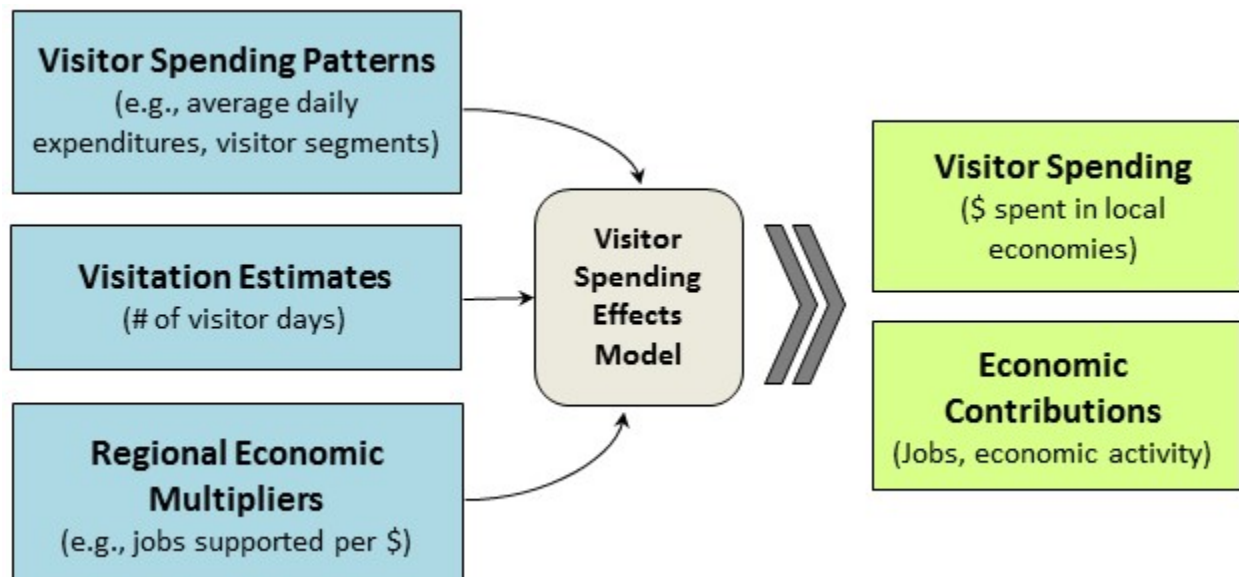 Visitor Spending Patterns
(e.g., average daily
expenditures, visitor segments)
Visitation Estimates
(# of visitor days)
Regional Economic
Multipliers
(e.g., jobs supported per $)
Visitor
Spending
Effects
Model
Visitor Spending
($ spent in local
economies)
Economic
Contributions
(Jobs, economic activity)